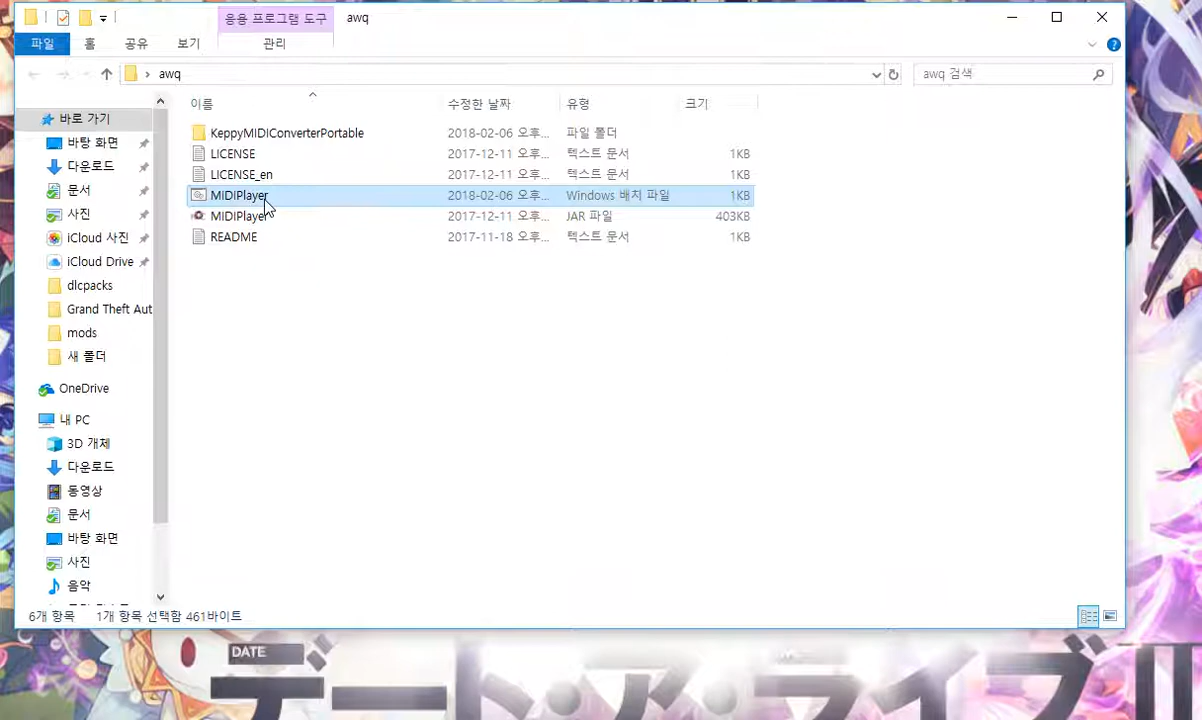 응용 프로그램 도구 awq
파일 홈 공유 보기 관리
awq awq 검색
이름 수정한 날짜 유형 크기
KeppyMIDIConverterPortable 2018-02-06 오후... 파일 폴더
LICENSE 2017-12-11 오후... 텍스트 문서 1KB
LICENSE_en 2017-12-11 오후... 텍스트 문서 1KB
MIDIPlayer 2018-02-06 오후... Windows 배치 파일 1KB
MIDIPlayer 2017-12-11 오후... JAR 파일 403KB
README 2017-11-18 오후... 텍스트 문서 1KB
바로 가기
바탕 화면
다운로드
문서
사진
iCloud 사진
iCloud Drive
dlcpacks
Grand Theft Aut
mods
새 폴더
OneDrive
내 PC
3D 개체
다운로드
동영상
문서
바탕 화면
사진
음악
6개 항목 1개 항목 선택함 461바이트
DATE
デート・ア・ライブII